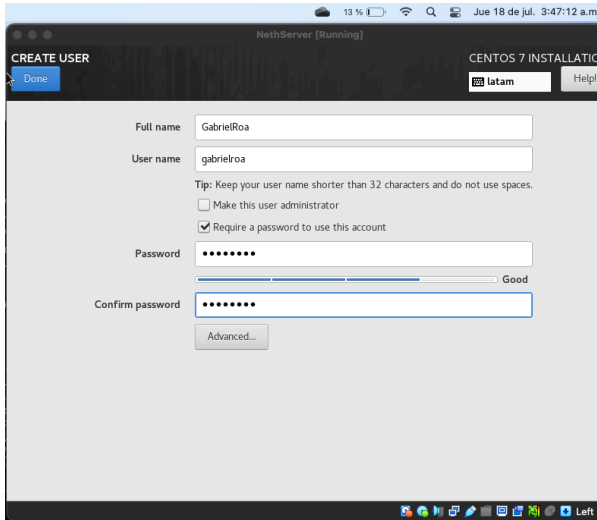 13 % Jue 18 de jul. 3:47:12 a.m
NethServer [Running]
CREATE USER
CENTOS 7 INSTALLATIO
Done
latam
Help!
Full name GabrielRoa
User name gabrielroa
Tip: Keep your user name shorter than 32 characters and do not use spaces.
Make this user administrator
Require a password to use this account
Password ••••••••
Good
Confirm password ••••••••
Advanced...
Left